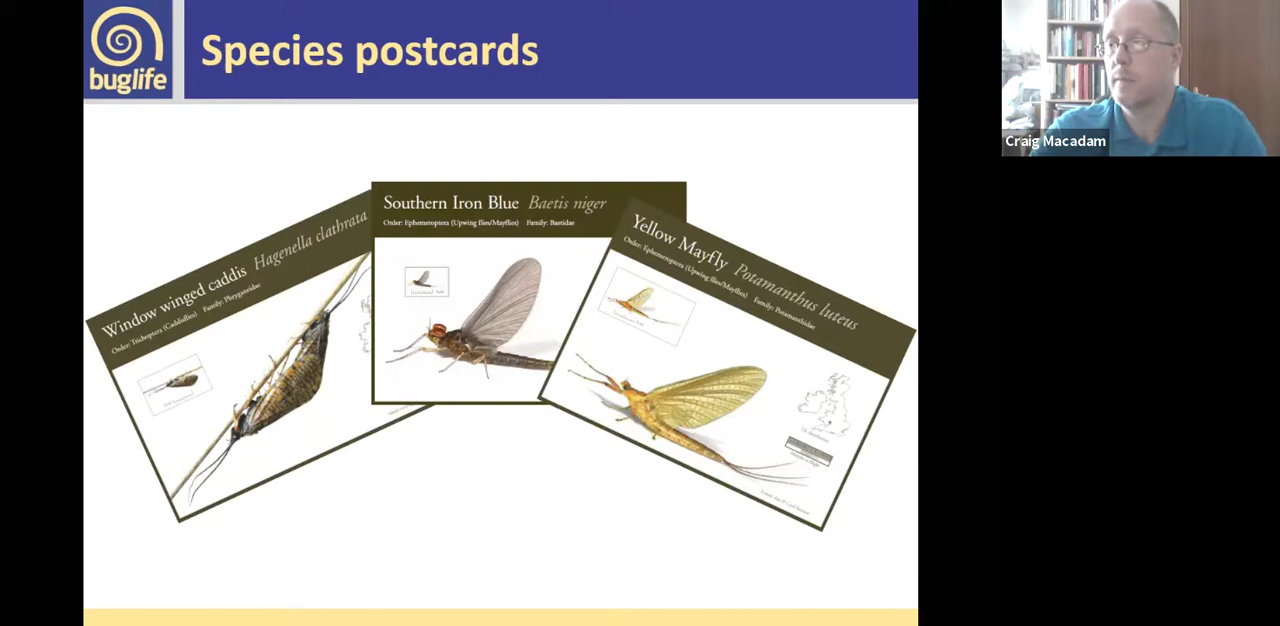 buglife
Species postcards
Craig Macadam
Window winged caddis Hagenella clathrata
Order: Trichoptera (Caddisflies) Family: Phryganeidae
Southern Iron Blue Baetis niger
Order: Ephemeroptera (Upwing flies/Mayflies) Family: Baetidae
Yellow Mayfly Potamanthus luteus
Order: Ephemeroptera (Upwing flies/Mayflies) Family: Potamanthidae